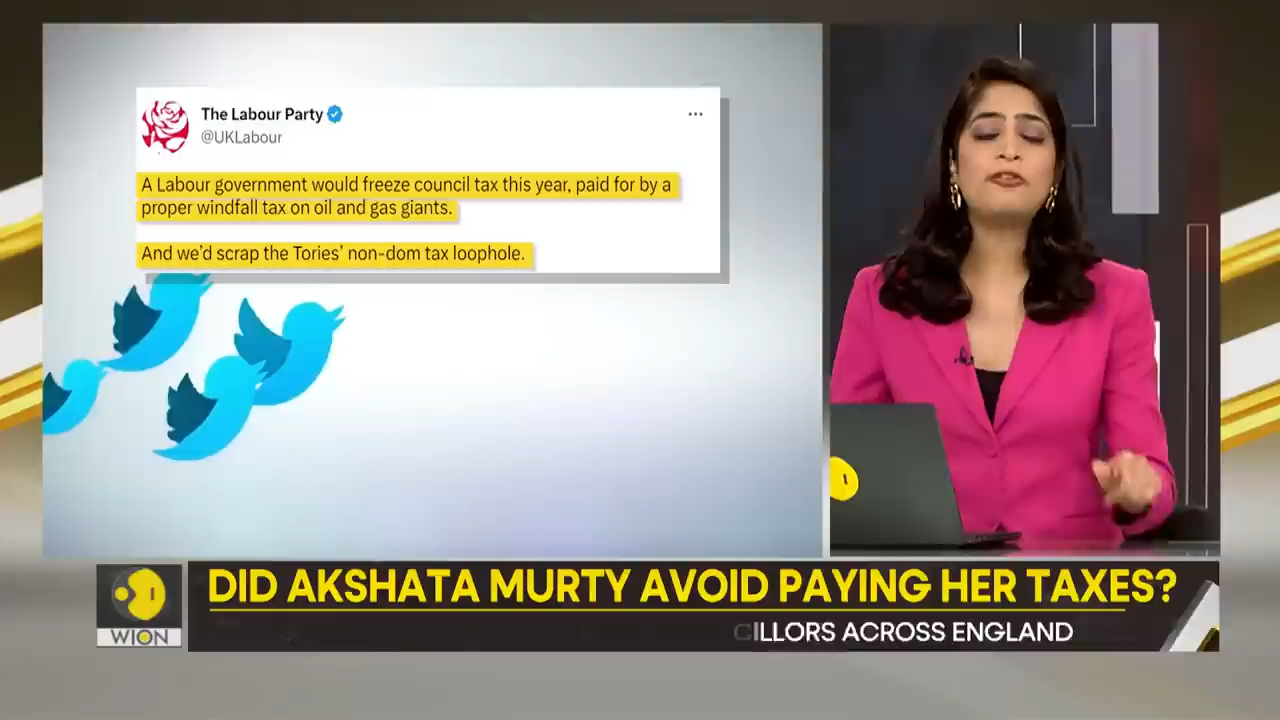 The Labour Party
@UKLabour
A Labour government would freeze council tax this year, paid for by a
proper windfall tax on oil and gas giants.
And we'd scrap the Tories' non-dom tax loophole.
DID AKSHATA MURTY AVOID PAYING HER TAXES?
WION
CILLORS ACROSS ENGLAND